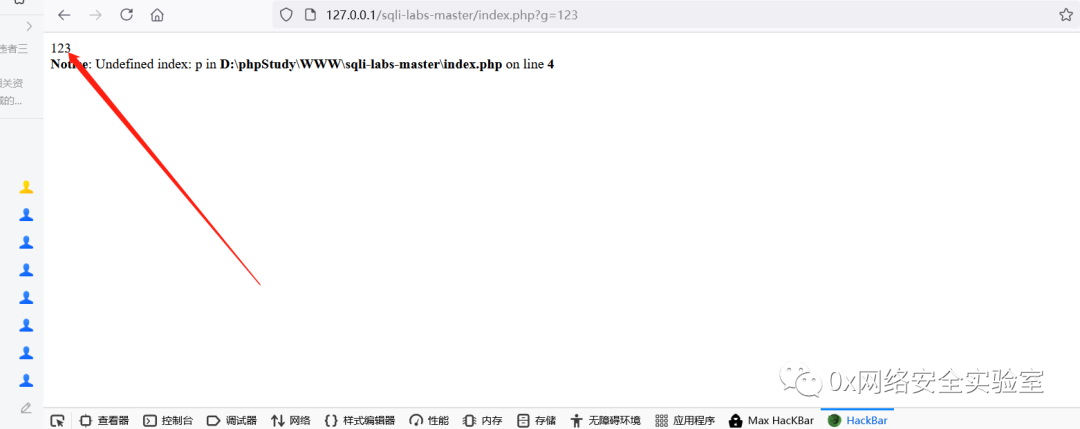 127.0.0.1/sqli-labs-master/index.php?g=123
违者三
相关资
123
Notice: Undefined index: p in D:\phpStudy\WWW\sqli-labs-master\index.php on line 4
0x网络安全实验室
查看器 控制台 调试器 网络 {} 样式编辑器 性能 内存 存储 无障碍环境 应用程序 Max HacKBar HackBar